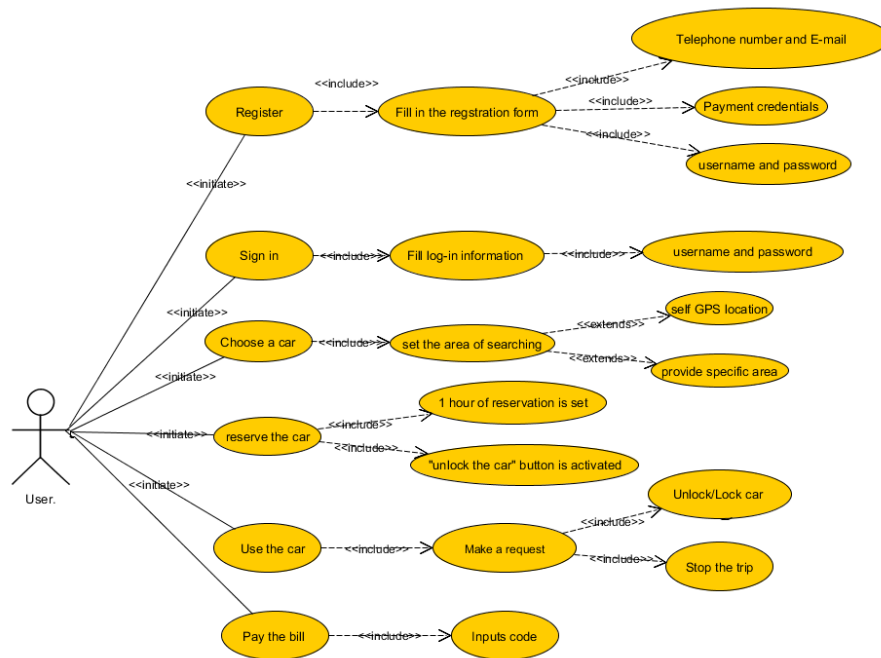 Telephone number and E-mail
<<include>>
<<include>>
Register
Fill in the regstration form
<<include>>
Payment credentials
<<include>>
username and password
<<initiate>>
Sign in
<<include>>
Fill log-in information
<<include>>
username and password
<<initiate>>
self GPS location
<<extends>>
Choose a car
<<include>>
set the area of searching
<<extends>>
provide specific area
<<initiate>>
1 hour of reservation is set
<<include>>
<<initiate>>
reserve the car
<<include>>
"unlock the car" button is activated
<<initiate>>
User.
Unlock/Lock car
<<include>>
Use the car
<<include>>
Make a request
<<include>>
Stop the trip
Pay the bill
<<include>>
Inputs code